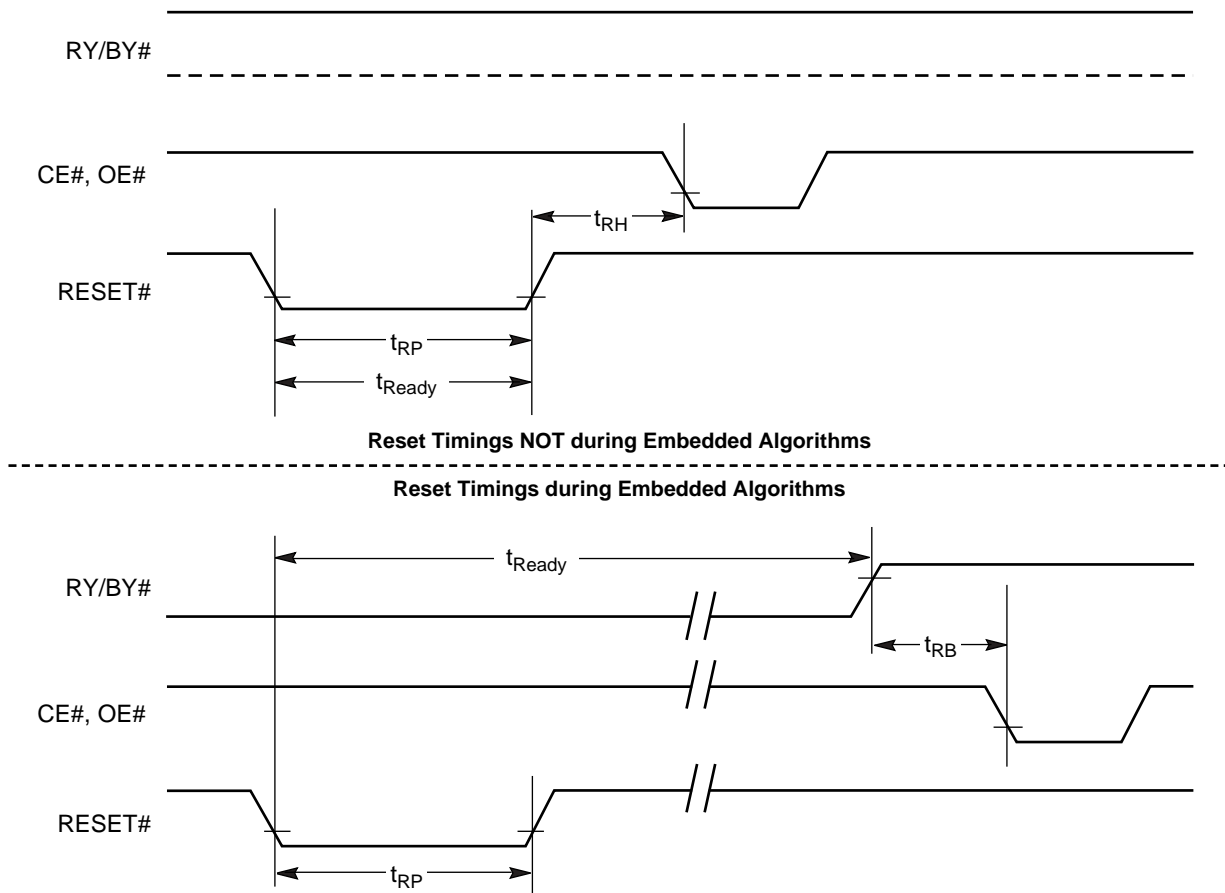 RY/BY#
CE#, OE#
tRH
RESET#
tRP
tReady
Reset Timings NOT during Embedded Algorithms
Reset Timings during Embedded Algorithms
tReady
RY/BY#
tRB
CE#, OE#
RESET#
tRP